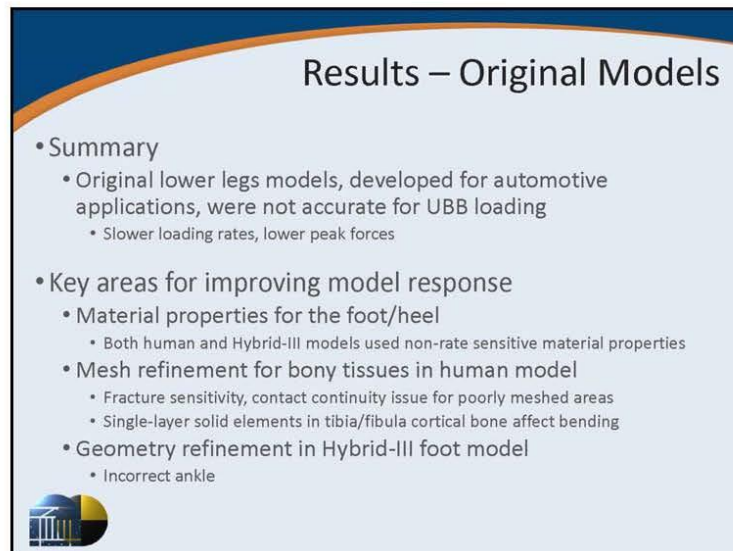 Results – Original Models
• Summary
• Original lower legs models, developed for automotive
applications, were not accurate for UBB loading
• Slower loading rates, lower peak forces
• Key areas for improving model response
• Material properties for the foot/heel
• Both human and Hybrid-III models used non-rate sensitive material properties
• Mesh refinement for bony tissues in human model
• Fracture sensitivity, contact continuity issue for poorly meshed areas
• Single-layer solid elements in tibia/fibula cortical bone affect bending
• Geometry refinement in Hybrid-III foot model
• Incorrect ankle